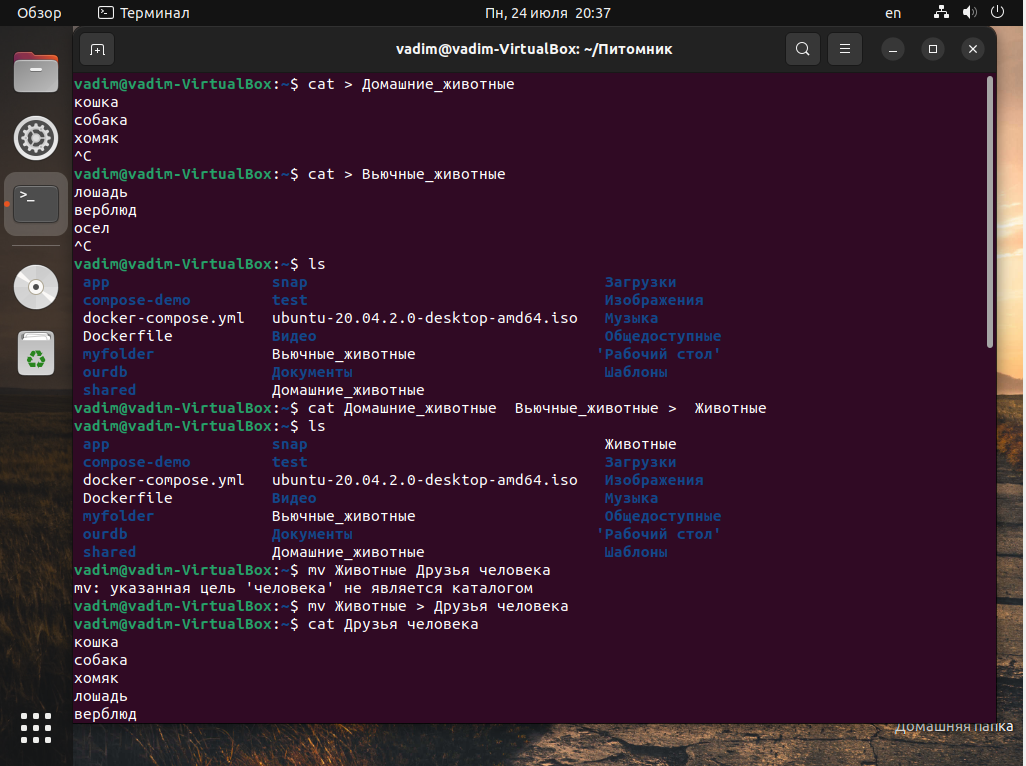 Обзор Терминал Пн, 24 июля 20:37 en
vadim@vadim-VirtualBox: ~/Питомник
vadim@vadim-VirtualBox:~$ cat > Домашние_животные
кошка
собака
хомяк
^C
vadim@vadim-VirtualBox:~$ cat > Вьючные_животные
лошадь
верблюд
осел
^C
vadim@vadim-VirtualBox:~$ ls
app snap Загрузки
compose-demo test Изображения
docker-compose.yml ubuntu-20.04.2.0-desktop-amd64.iso Музыка
Dockerfile Видео Общедоступные
myfolder Вьючные_животные 'Рабочий стол'
ourdb Документы Шаблоны
shared Домашние_животные
vadim@vadim-VirtualBox:~$ cat Домашние_животные  Вьючные_животные >  Животные
vadim@vadim-VirtualBox:~$ ls
app snap Животные
compose-demo test Загрузки
docker-compose.yml ubuntu-20.04.2.0-desktop-amd64.iso Изображения
Dockerfile Видео Музыка
myfolder Вьючные_животные Общедоступные
ourdb Документы 'Рабочий стол'
shared Домашние_животные Шаблоны
vadim@vadim-VirtualBox:~$ mv Животные Друзья человека
mv: указанная цель 'человека' не является каталогом
vadim@vadim-VirtualBox:~$ mv Животные > Друзья человека
vadim@vadim-VirtualBox:~$ cat Друзья человека
кошка
собака
хомяк
лошадь
верблюд
Домашняя папка